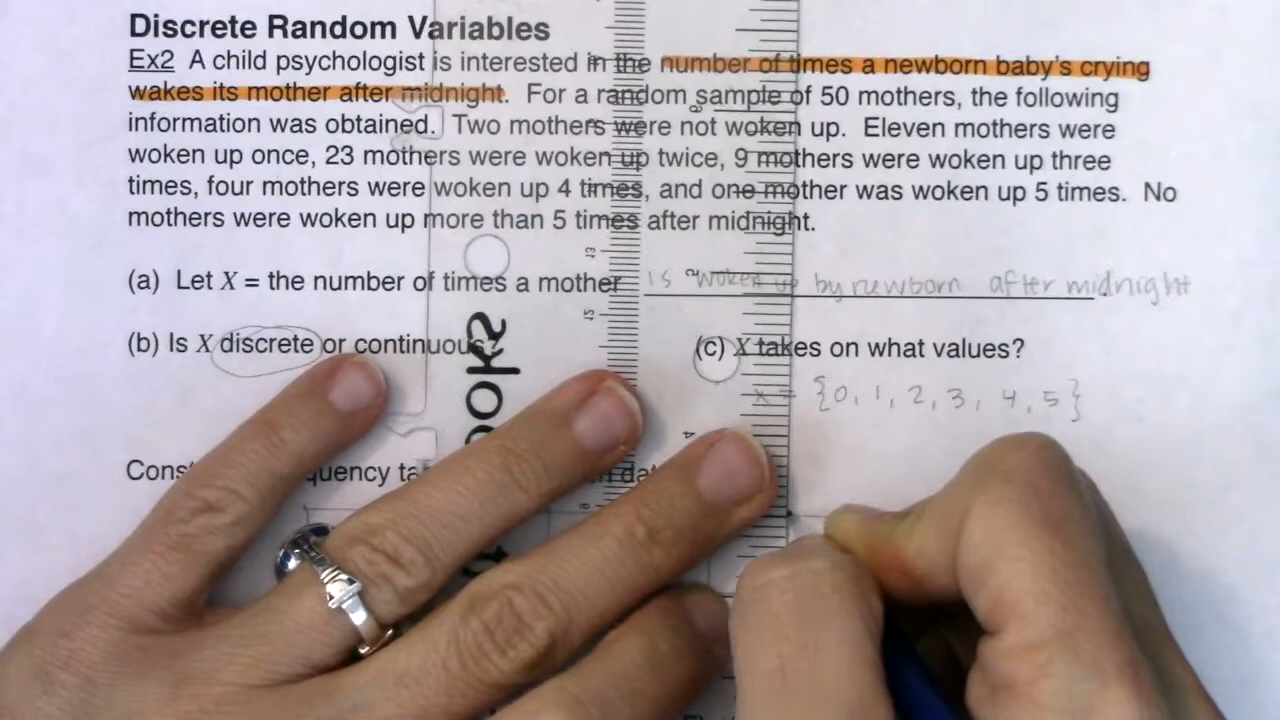 Discrete Random Variables
Ex2 A child psychologist is interested in the number of times a newborn baby's crying
wakes its mother after midnight. For a random sample of 50 mothers, the following
information was obtained. Two mothers were not woken up. Eleven mothers were
woken up once, 23 mothers were woken up twice, 9 mothers were woken up three
times, four mothers were woken up 4 times, and one mother was woken up 5 times. No
mothers were woken up more than 5 times after midnight.
(a) Let X = the number of times a mother is woken up by newborn after midnight
(b) Is X discrete or continuous?
(c) X takes on what values?
x = {0, 1, 2, 3, 4, 5}